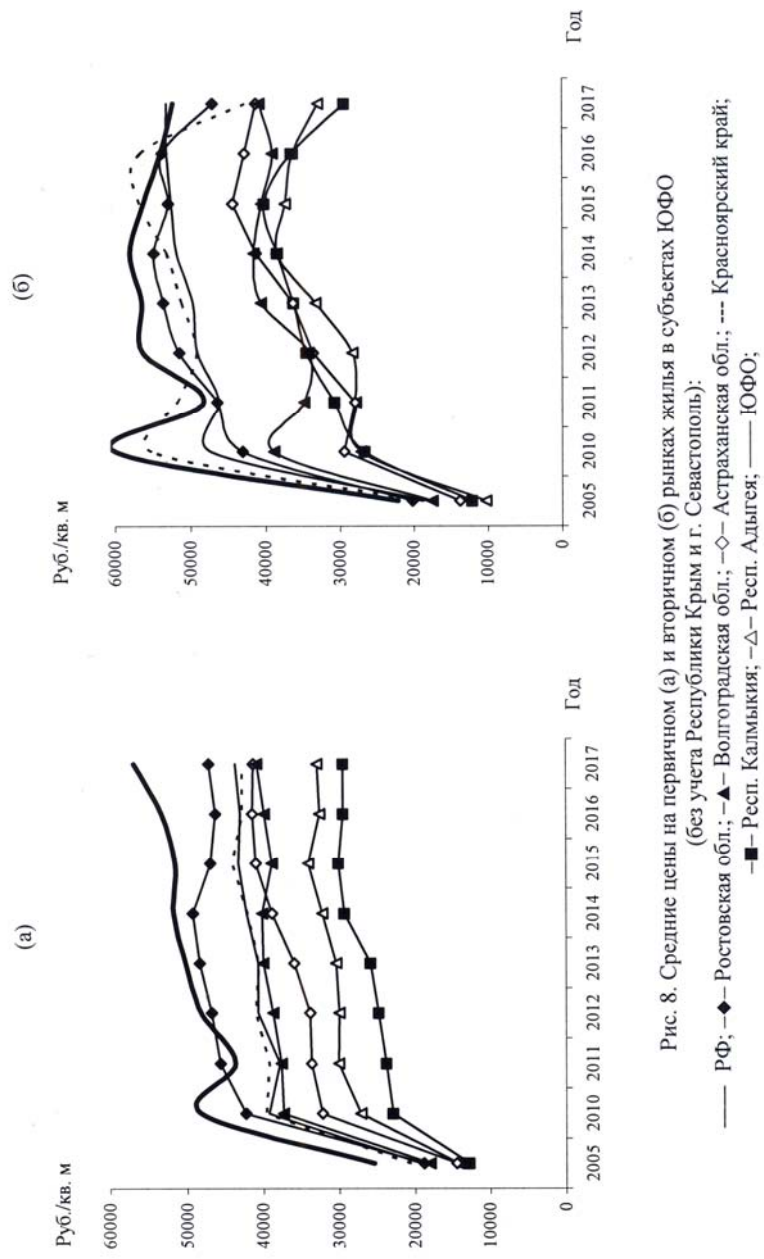 (а)
Руб./кв. м
60000
50000
40000
30000
20000
10000
0
2005 2010 2011 2012 2013 2014 2015 2016 2017
Год
(б)
Руб./кв. м
60000
50000
40000
30000
20000
10000
0
2005 2010 2011 2012 2013 2014 2015 2016 2017
Год
Рис. 8. Средние цены на первичном (а) и вторичном (б) рынках жилья в субъектах ЮФО
(без учета Республики Крым и г. Севастополь):
—— РФ; –◆– Ростовская обл.; –▲– Волгоградская обл.; –◇– Астраханская обл.; --- Красноярский край;
–■– Респ. Калмыкия; –△– Респ. Адыгея; —— ЮФО;